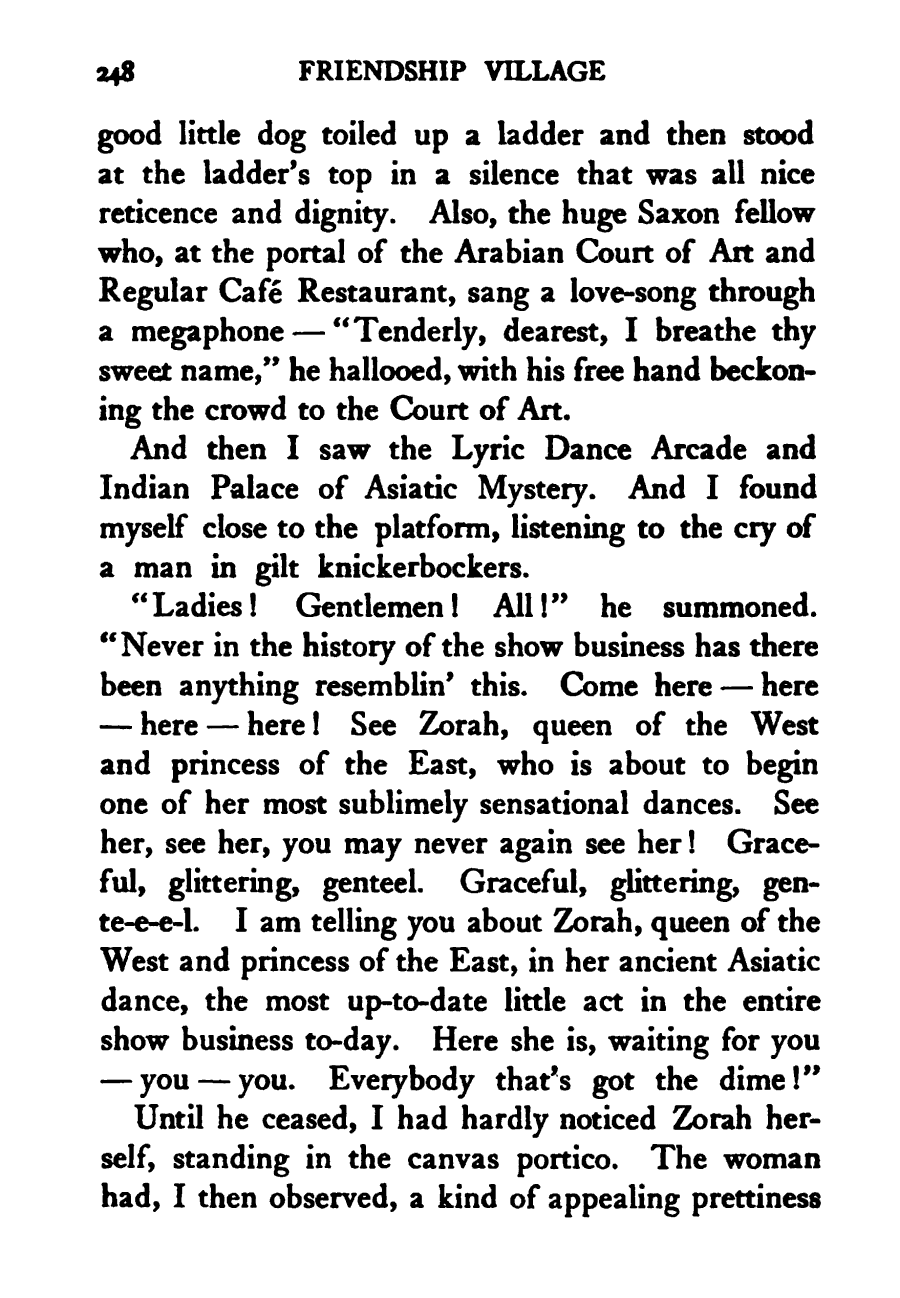 248 FRIENDSHIP VILLAGE
good little dog toiled up a ladder and then stood
at the ladder's top in a silence that was all nice
reticence and dignity. Also, the huge Saxon fellow
who, at the portal of the Arabian Court of Art and
Regular Café Restaurant, sang a love-song through
a megaphone — "Tenderly, dearest, I breathe thy
sweet name," he hallooed, with his free hand beckon-
ing the crowd to the Court of Art.
And then I saw the Lyric Dance Arcade and
Indian Palace of Asiatic Mystery. And I found
myself close to the platform, listening to the cry of
a man in gilt knickerbockers.
"Ladies! Gentlemen! All!" he summoned.
"Never in the history of the show business has there
been anything resemblin' this. Come here — here
— here — here! See Zorah, queen of the West
and princess of the East, who is about to begin
one of her most sublimely sensational dances. See
her, see her, you may never again see her! Grace-
ful, glittering, genteel. Graceful, glittering, gen-
te-e-e-l. I am telling you about Zorah, queen of the
West and princess of the East, in her ancient Asiatic
dance, the most up-to-date little act in the entire
show business to-day. Here she is, waiting for you
— you — you. Everybody that's got the dime!"
Until he ceased, I had hardly noticed Zorah her-
self, standing in the canvas portico. The woman
had, I then observed, a kind of appealing prettiness